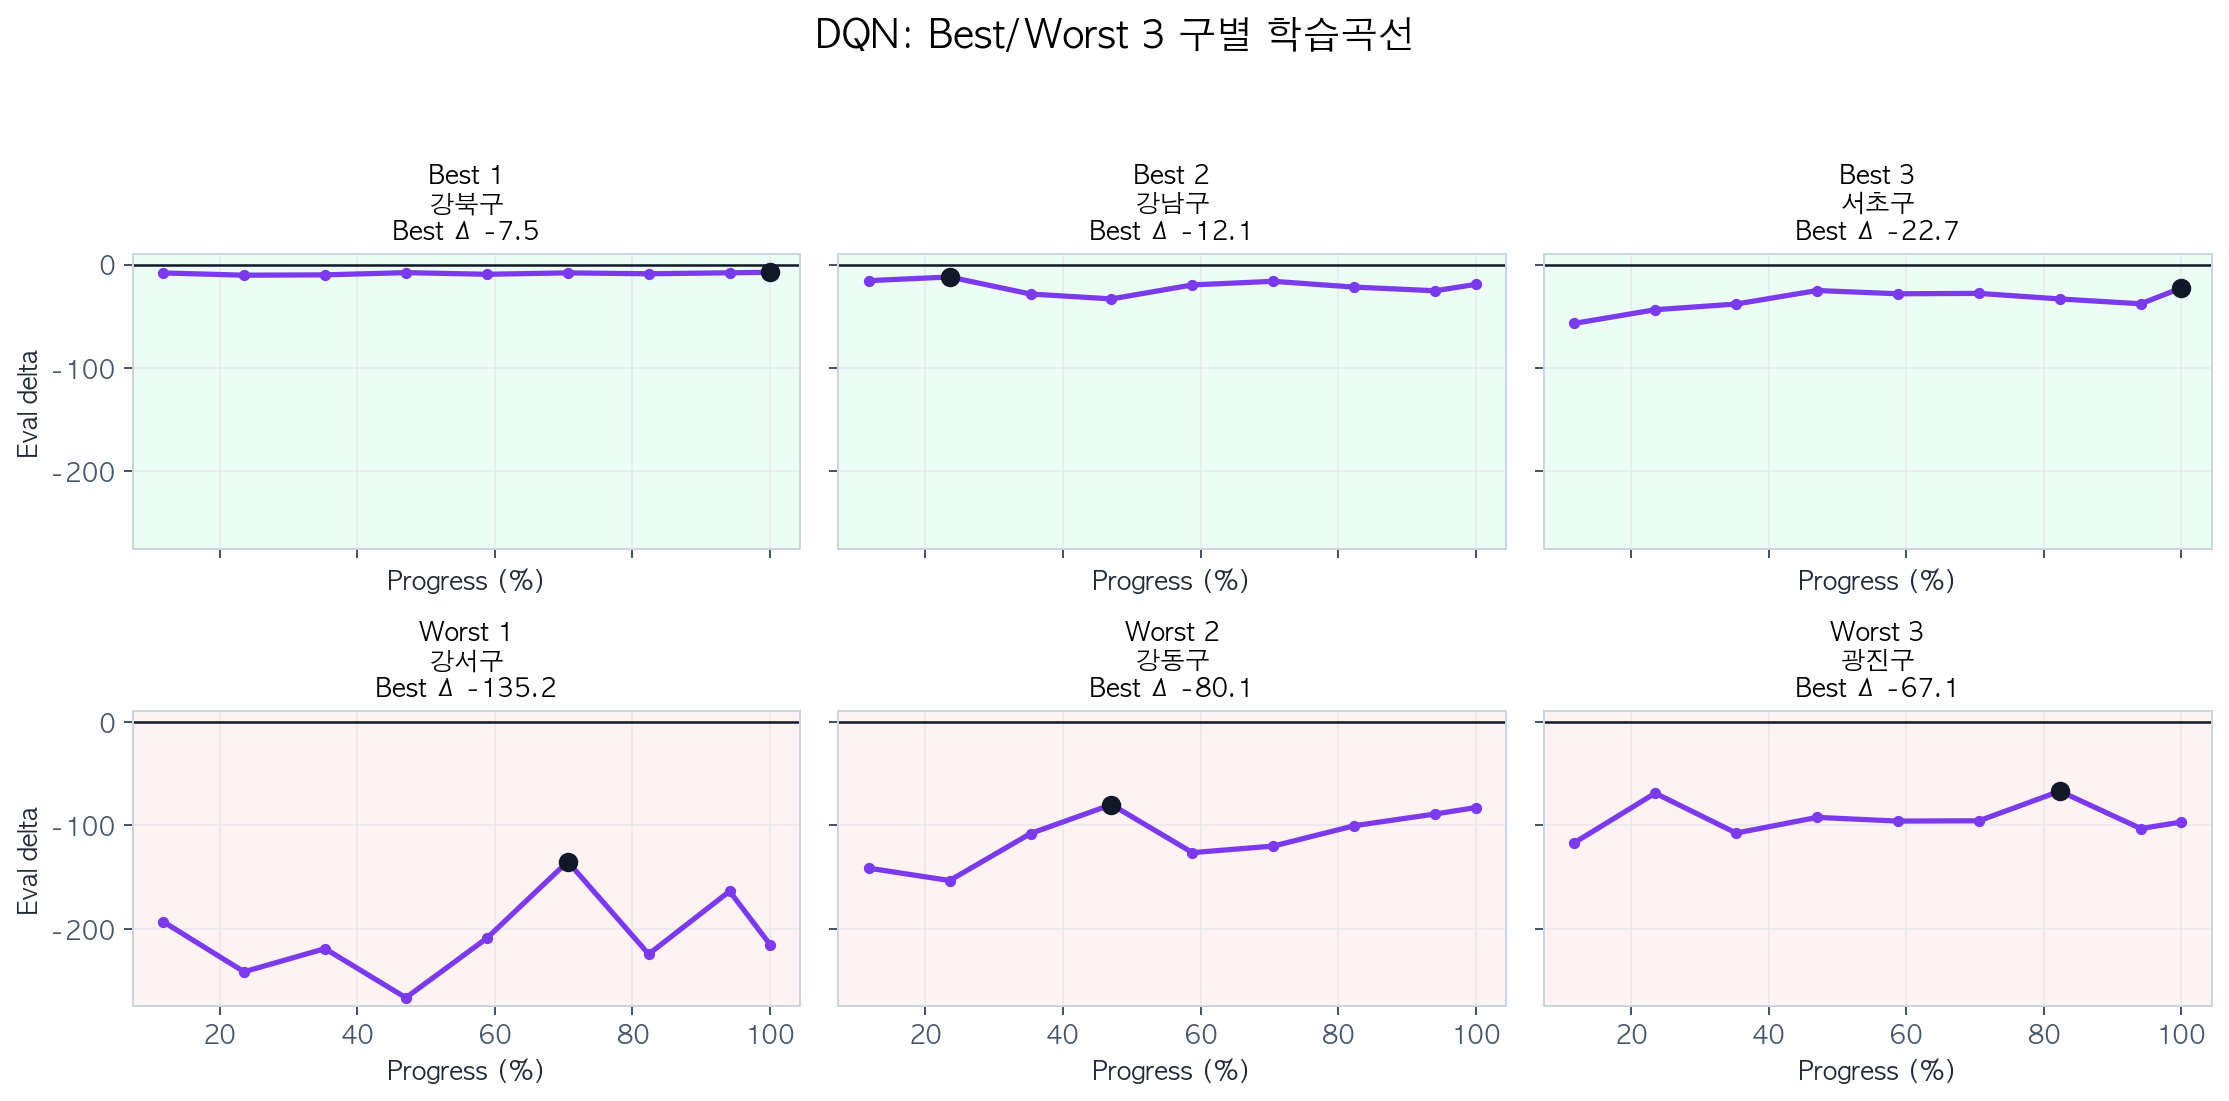 DQN: Best/Worst 3 구별 학습곡선
Best 1
강북구
Best Δ -7.5
Best 2
강남구
Best Δ -12.1
Best 3
서초구
Best Δ -22.7
Eval delta
0
-100
-200
Progress (%)
Progress (%)
Progress (%)
Worst 1
강서구
Best Δ -135.2
Worst 2
강동구
Best Δ -80.1
Worst 3
광진구
Best Δ -67.1
Eval delta
0
-100
-200
20 40 60 80 100
20 40 60 80 100
20 40 60 80 100
Progress (%)
Progress (%)
Progress (%)